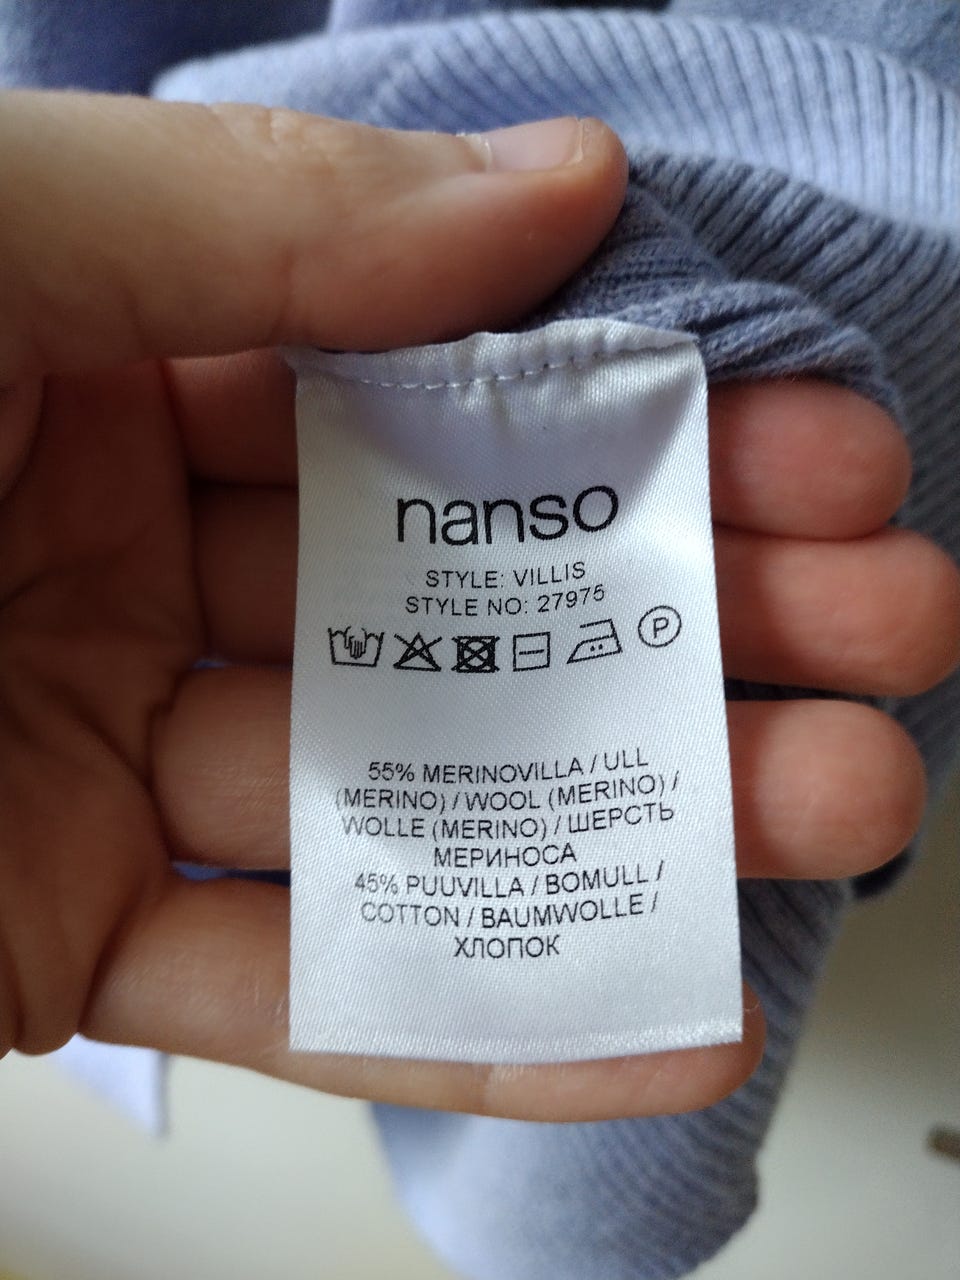 nanso
STYLE: VILLIS
STYLE NO: 27975
P
55% MERINOVILLA / ULL
(MERINO) / WOOL (MERINO) /
WOLLE (MERINO) / ШЕРСТЬ
МЕРИНОСА
45% PUUVILLA / BOMULL /
COTTON / BAUMWOLLE /
ХЛОПОК